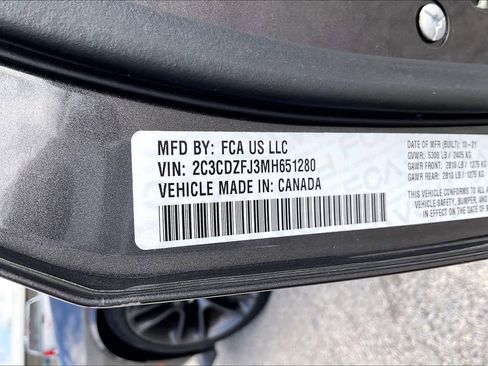 MFD BY: FCA US LLC
VIN: 2C3CDZFJ3MH651280
VEHICLE MADE IN: CANADA
DATE OF MFR (BUILT): 10-21
GVWR: 5300 LB / 2405 KG
GAWR FRONT: 2810 LB / 1275 KG
GAWR REAR: 2810 LB / 1275 KG
THIS VEHICLE CONFORMS TO ALL
VEHICLE SAFETY, BUMPER, AND
IN EFFECT ON THE DATE OF M